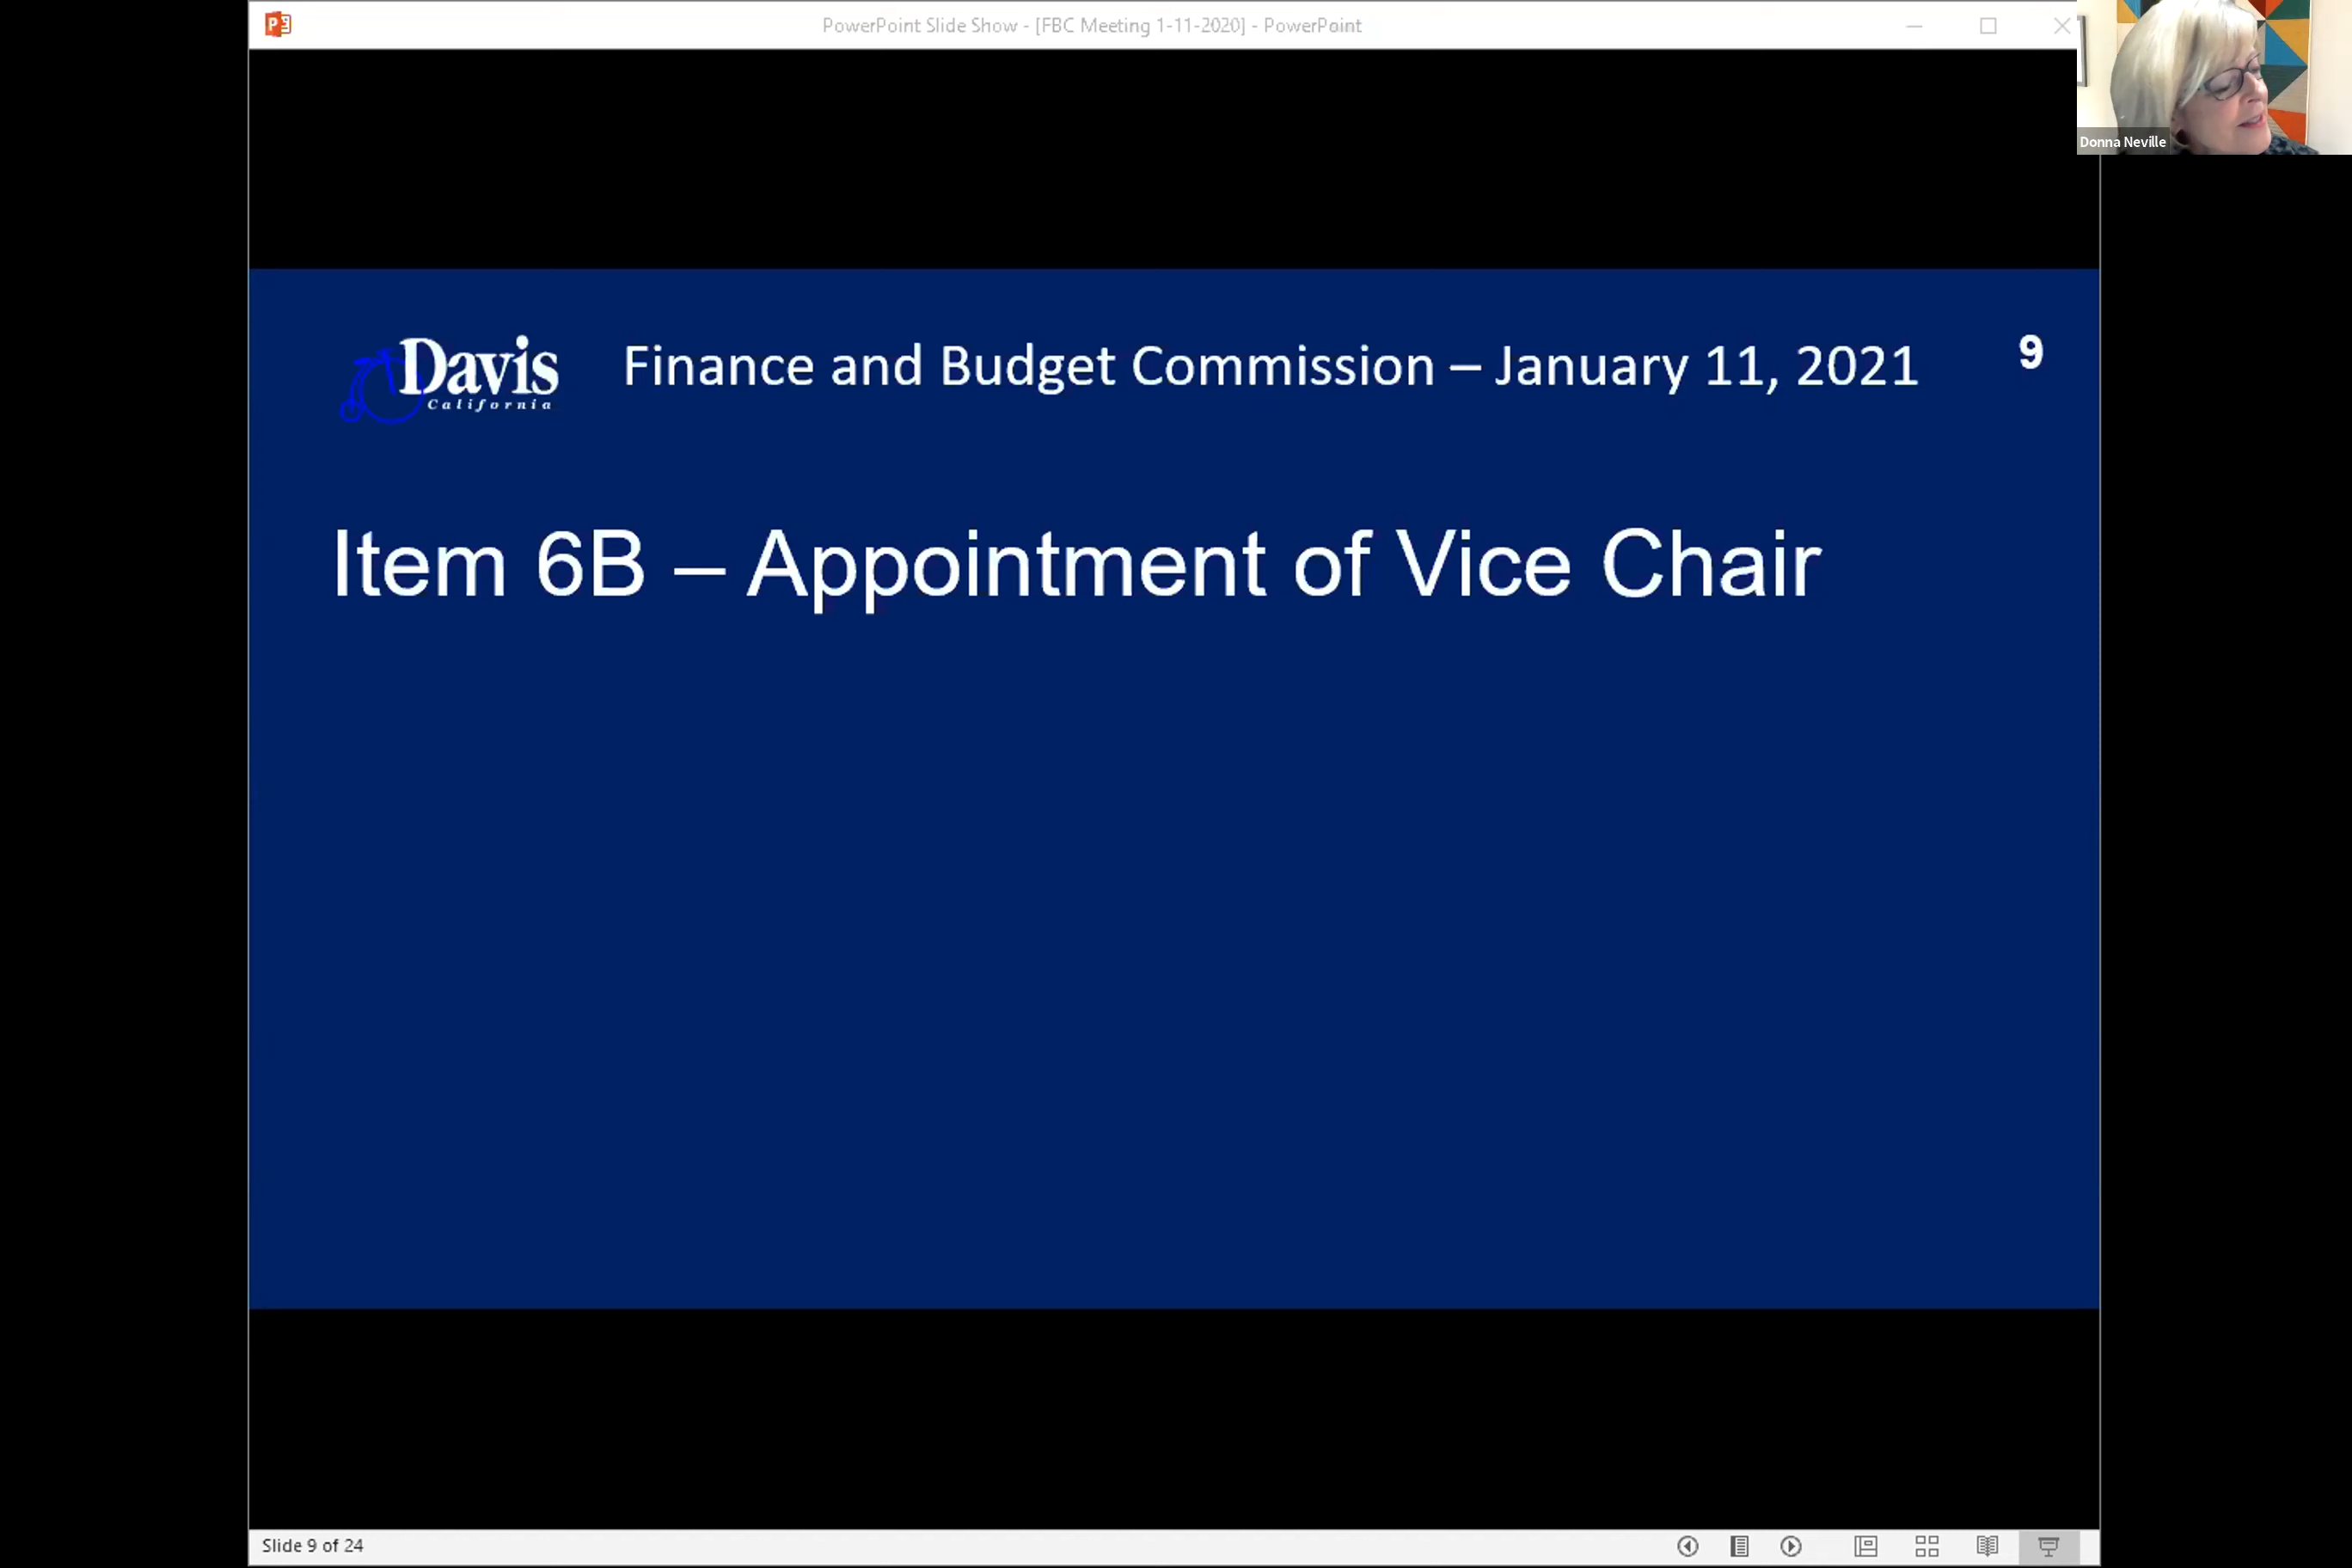 PowerPoint Slide Show - [FBC Meeting 1-11-2020] - PowerPoint
Donna Neville
Davis
California
Finance and Budget Commission – January 11, 2021
9
Item 6B – Appointment of Vice Chair
Slide 9 of 24